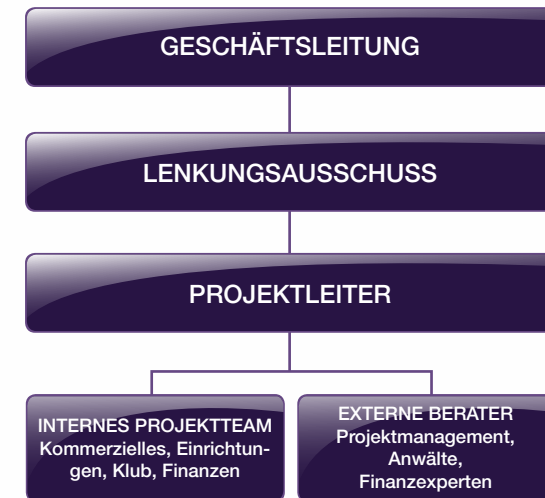 GESCHÄFTSLEITUNG
LENKUNGSAUSSCHUSS
PROJEKTLEITER
INTERNES PROJEKTTEAM
Kommerzielles, Einrichtun-
gen, Klub, Finanzen
EXTERNE BERATER
Projektmanagement,
Anwälte,
Finanzexperten